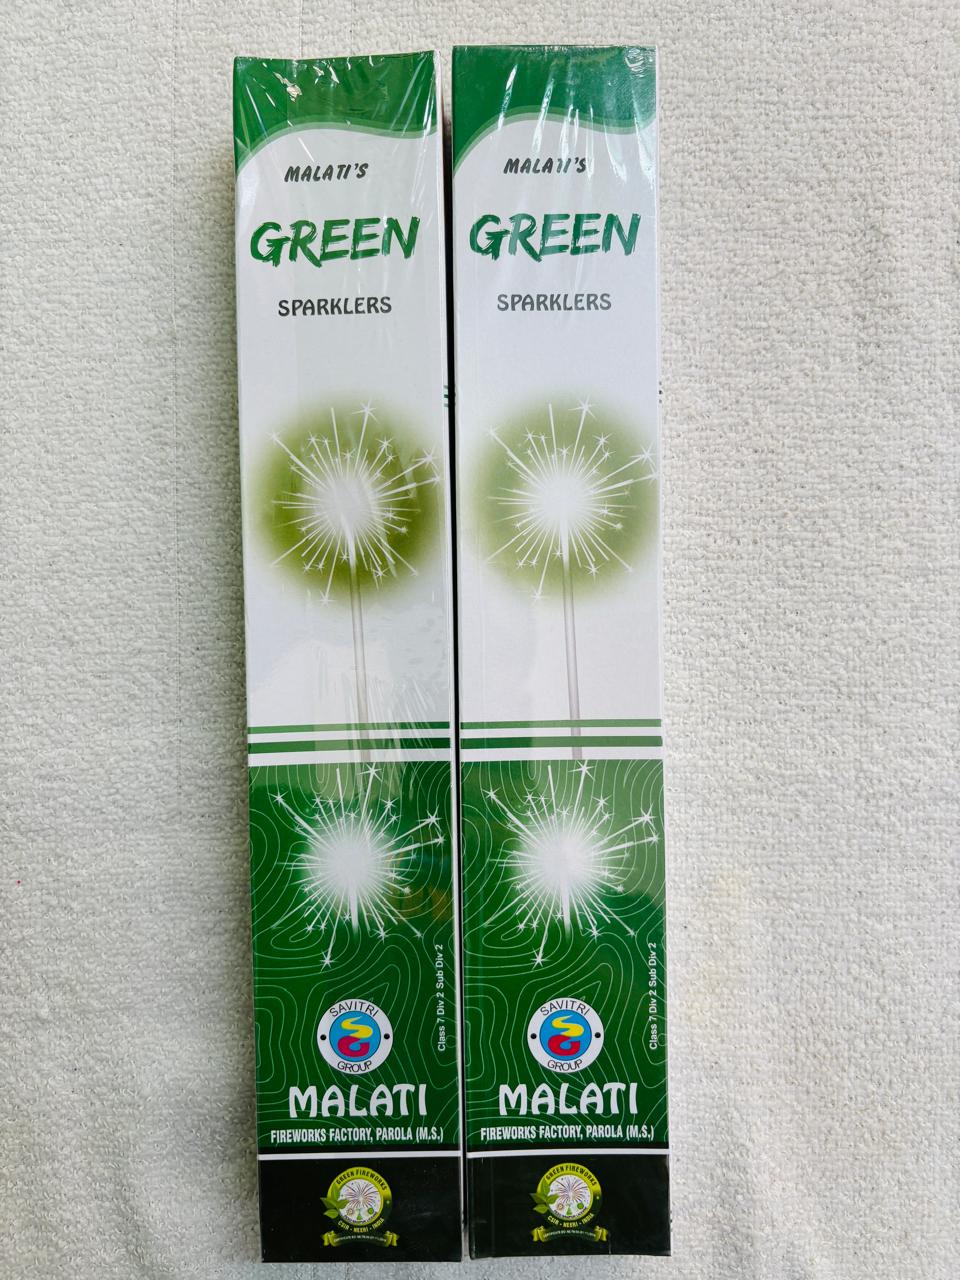 MALATI'S
GREEN
SPARKLERS
Class 7 Div 2 Sub Div 2
SAVITRI
GROUP
MALATI
FIREWORKS FACTORY, PAROLA (M.S.)
GREEN FIREWORKS
CSIR - NEERI - INDIA
MALATI'S
GREEN
SPARKLERS
Class 7 Div 2 Sub Div 2
SAVITRI
GROUP
MALATI
FIREWORKS FACTORY, PAROLA (M.S.)
GREEN FIREWORKS
CSIR - NEERI - INDIA